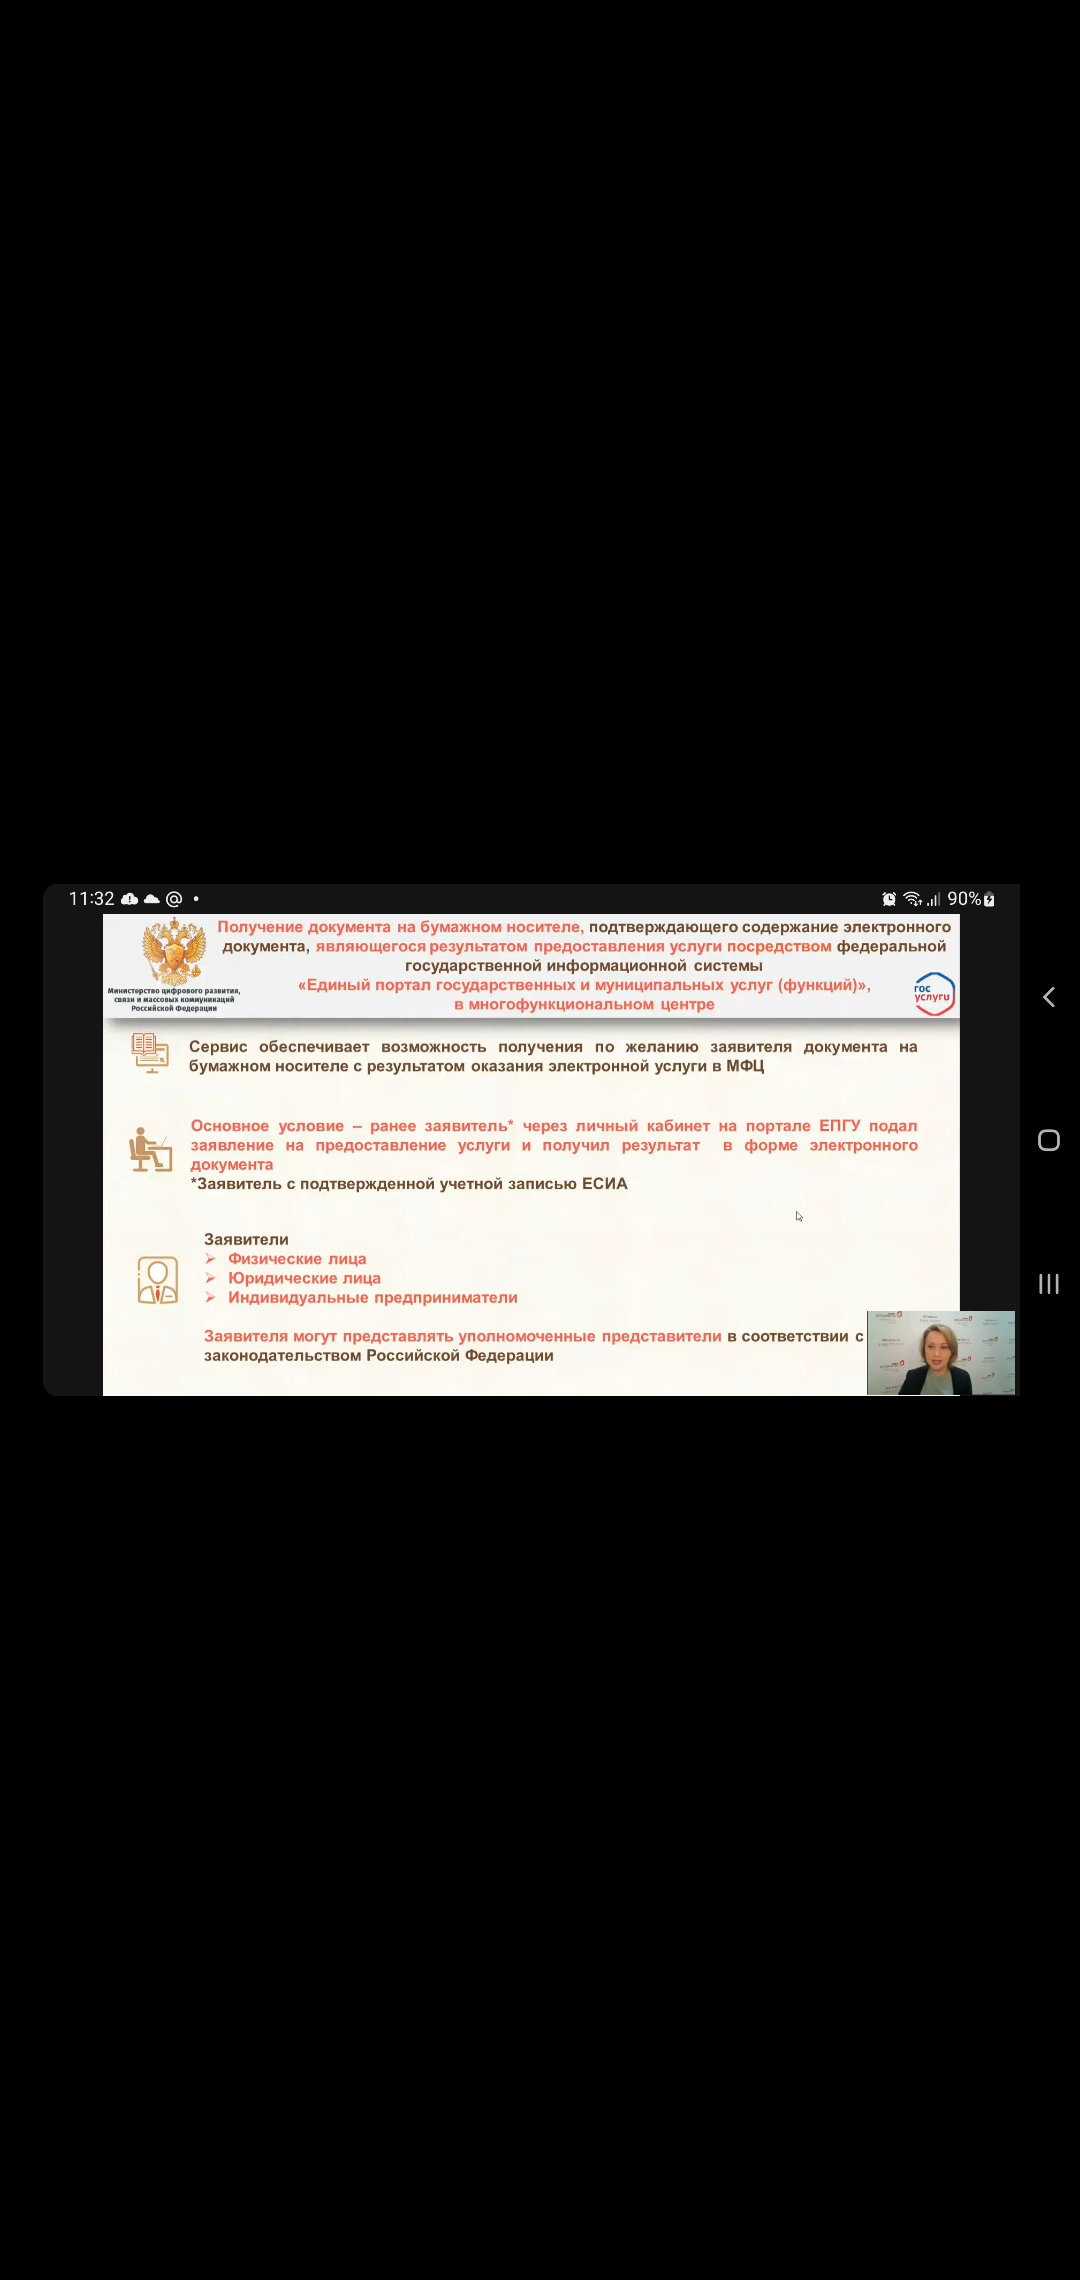 11:32
90%
Получение документа на бумажном носителе, подтверждающего содержание электронного
документа, являющегося результатом предоставления услуги посредством федеральной
государственной информационной системы
«Единый портал государственных и муниципальных услуг (функций)»,
в многофункциональном центре
Министерство цифрового развития,
связи и массовых коммуникаций
Российской Федерации
гос
услуги
Сервис обеспечивает возможность получения по желанию заявителя документа на
бумажном носителе с результатом оказания электронной услуги в МФЦ
Основное условие – ранее заявитель* через личный кабинет на портале ЕПГУ подал
заявление на предоставление услуги и получил результат в форме электронного
документа
*Заявитель с подтвержденной учетной записью ЕСИА
Заявители
Физические лица
Юридические лица
Индивидуальные предприниматели
Заявителя могут представлять уполномоченные представители в соответствии с
законодательством Российской Федерации